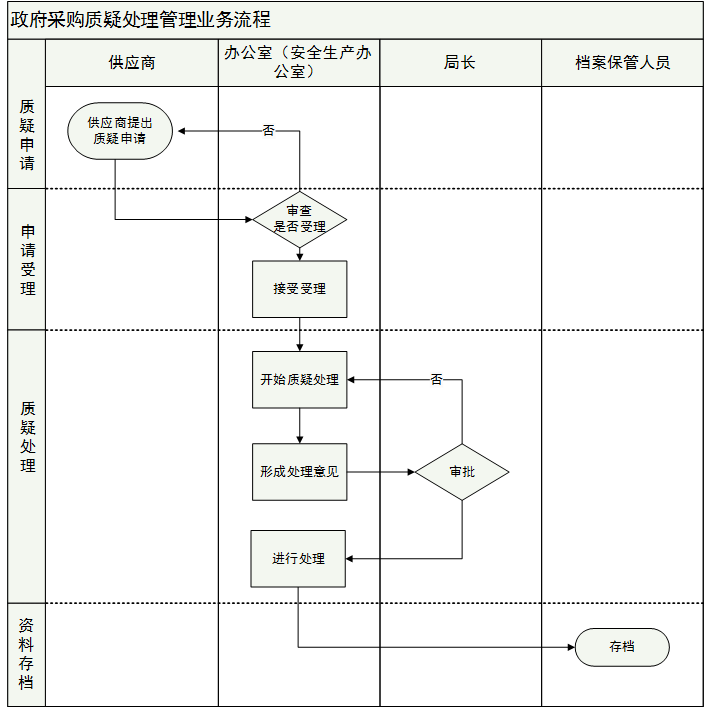 政府采购质疑处理管理业务流程
供应商
办公室（安全生产办
公室）
局长
档案保管人员
质
疑
申
请
供应商提出
质疑申请
否
申
请
受
理
审查
是否受理
接受受理
质
疑
处
理
开始质疑处理
否
形成处理意见
审批
进行处理
资
料
存
档
存档